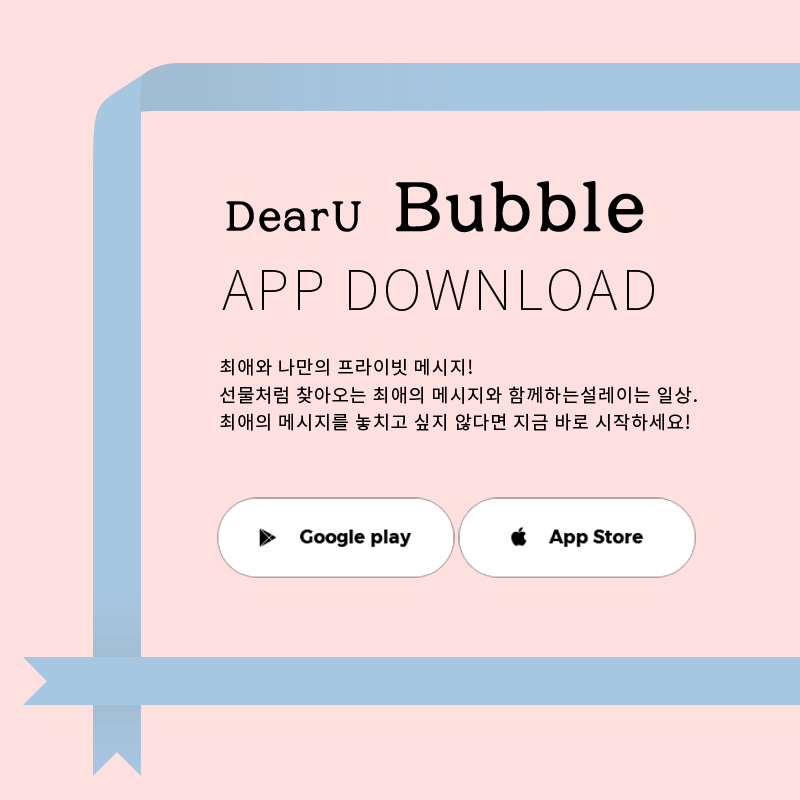 DearU Bubble
APP DOWNLOAD
최애와 나만의 프라이빗 메시지!
선물처럼 찾아오는 최애의 메시지와 함께하는설레이는 일상.
최애의 메시지를 놓치고 싶지 않다면 지금 바로 시작하세요!
Google play
App Store